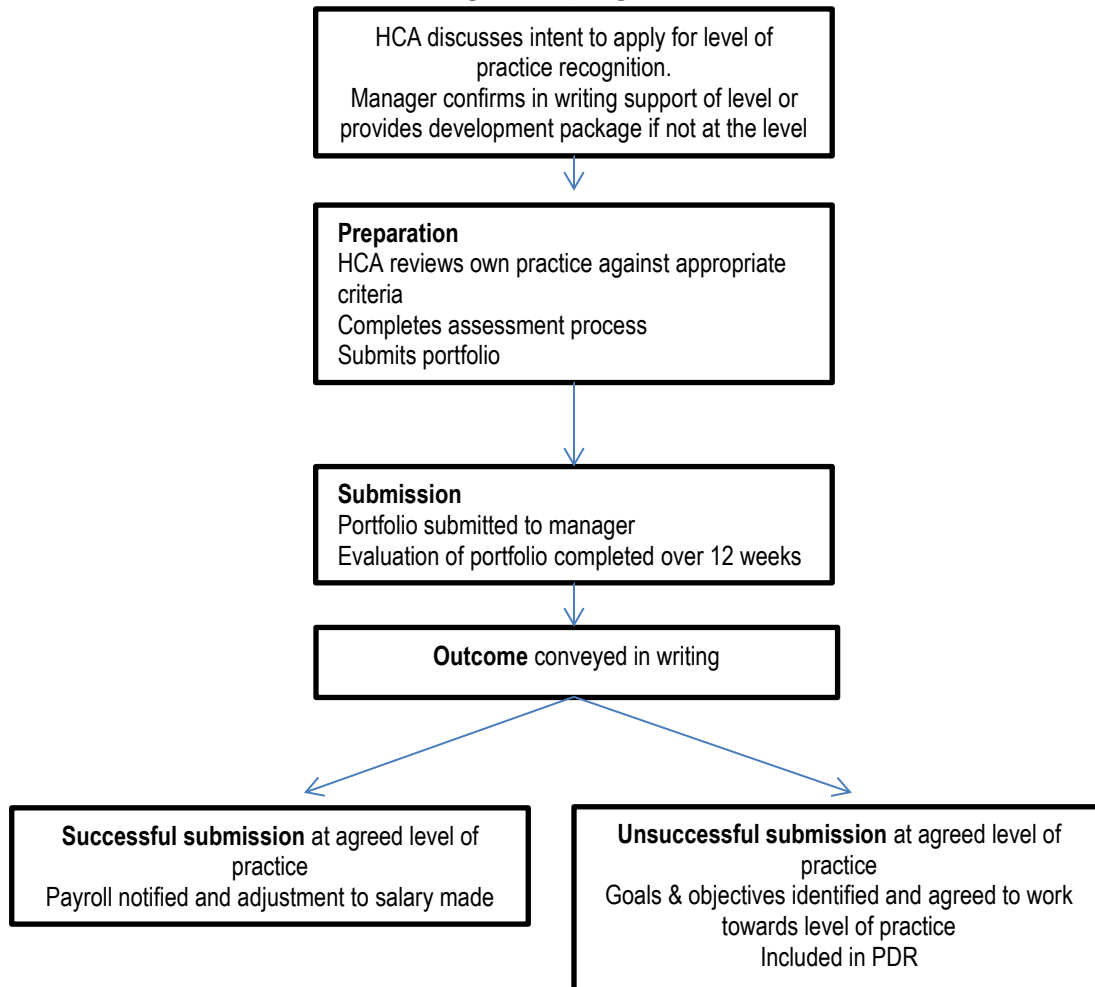 HCA discusses intent to apply for level of
practice recognition.
Manager confirms in writing support of level or
provides development package if not at the level
Preparation
HCA reviews own practice against appropriate
criteria
Completes assessment process
Submits portfolio
Submission
Portfolio submitted to manager
Evaluation of portfolio completed over 12 weeks
Outcome conveyed in writing
Successful submission at agreed level of
practice
Payroll notified and adjustment to salary made
Unsuccessful submission at agreed level of
practice
Goals & objectives identified and agreed to work
towards level of practice
Included in PDR